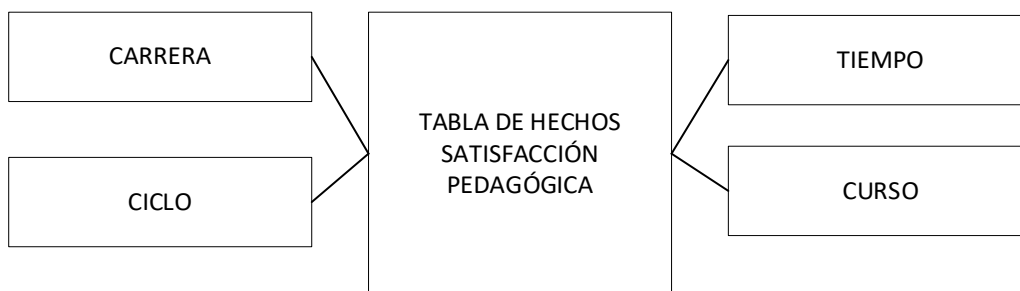 CARRERA
CICLO
TABLA DE HECHOS
SATISFACCIÓN
PEDAGÓGICA
TIEMPO
CURSO